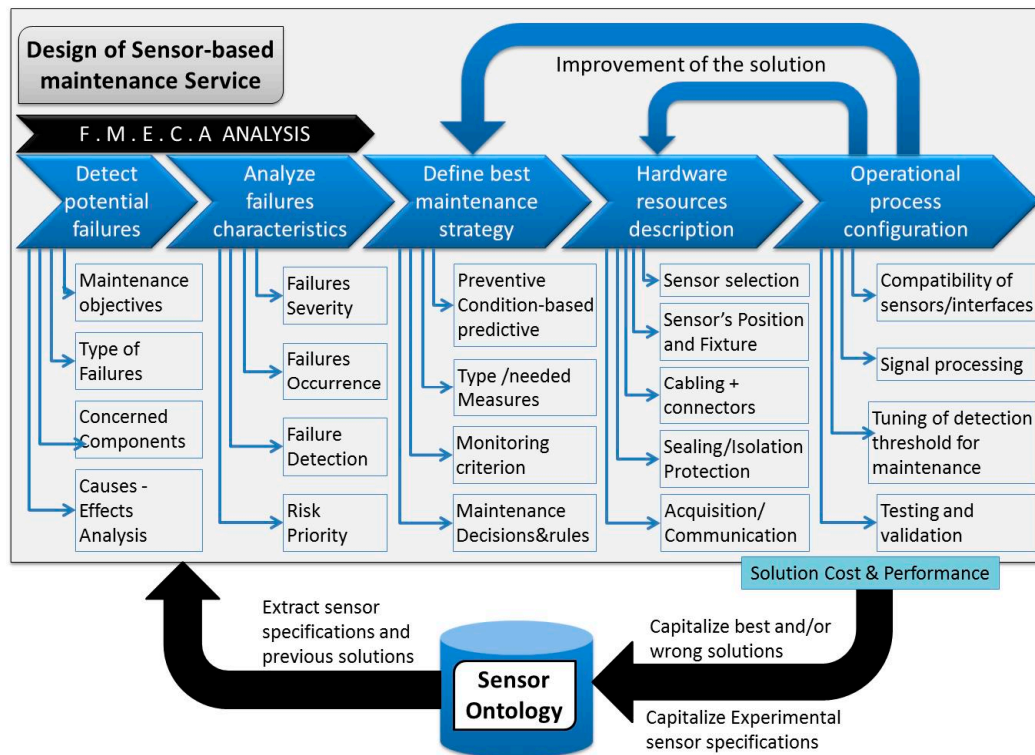 Design of Sensor-based
maintenance Service
Improvement of the solution
F . M . E . C . A ANALYSIS
Detect
potential
failures
Analyze
failures
characteristics
Define best
maintenance
strategy
Hardware
resources
description
Operational
process
configuration
Maintenance
objectives
Type of
Failures
Concerned
Components
Causes -
Effects
Analysis
Failures
Severity
Failures
Occurrence
Failure
Detection
Risk
Priority
Preventive
Condition-based
predictive
Type /needed
Measures
Monitoring
criterion
Maintenance
Decisions&rules
Sensor selection
Sensor's Position
and Fixture
Cabling +
connectors
Sealing/Isolation
Protection
Acquisition/
Communication
Compatibility of
sensors/interfaces
Signal processing
Tuning of detection
threshold for
maintenance
Testing and
validation
Solution Cost & Performance
Extract sensor
specifications and
previous solutions
Sensor
Ontology
Capitalize best and/or
wrong solutions
Capitalize Experimental
sensor specifications